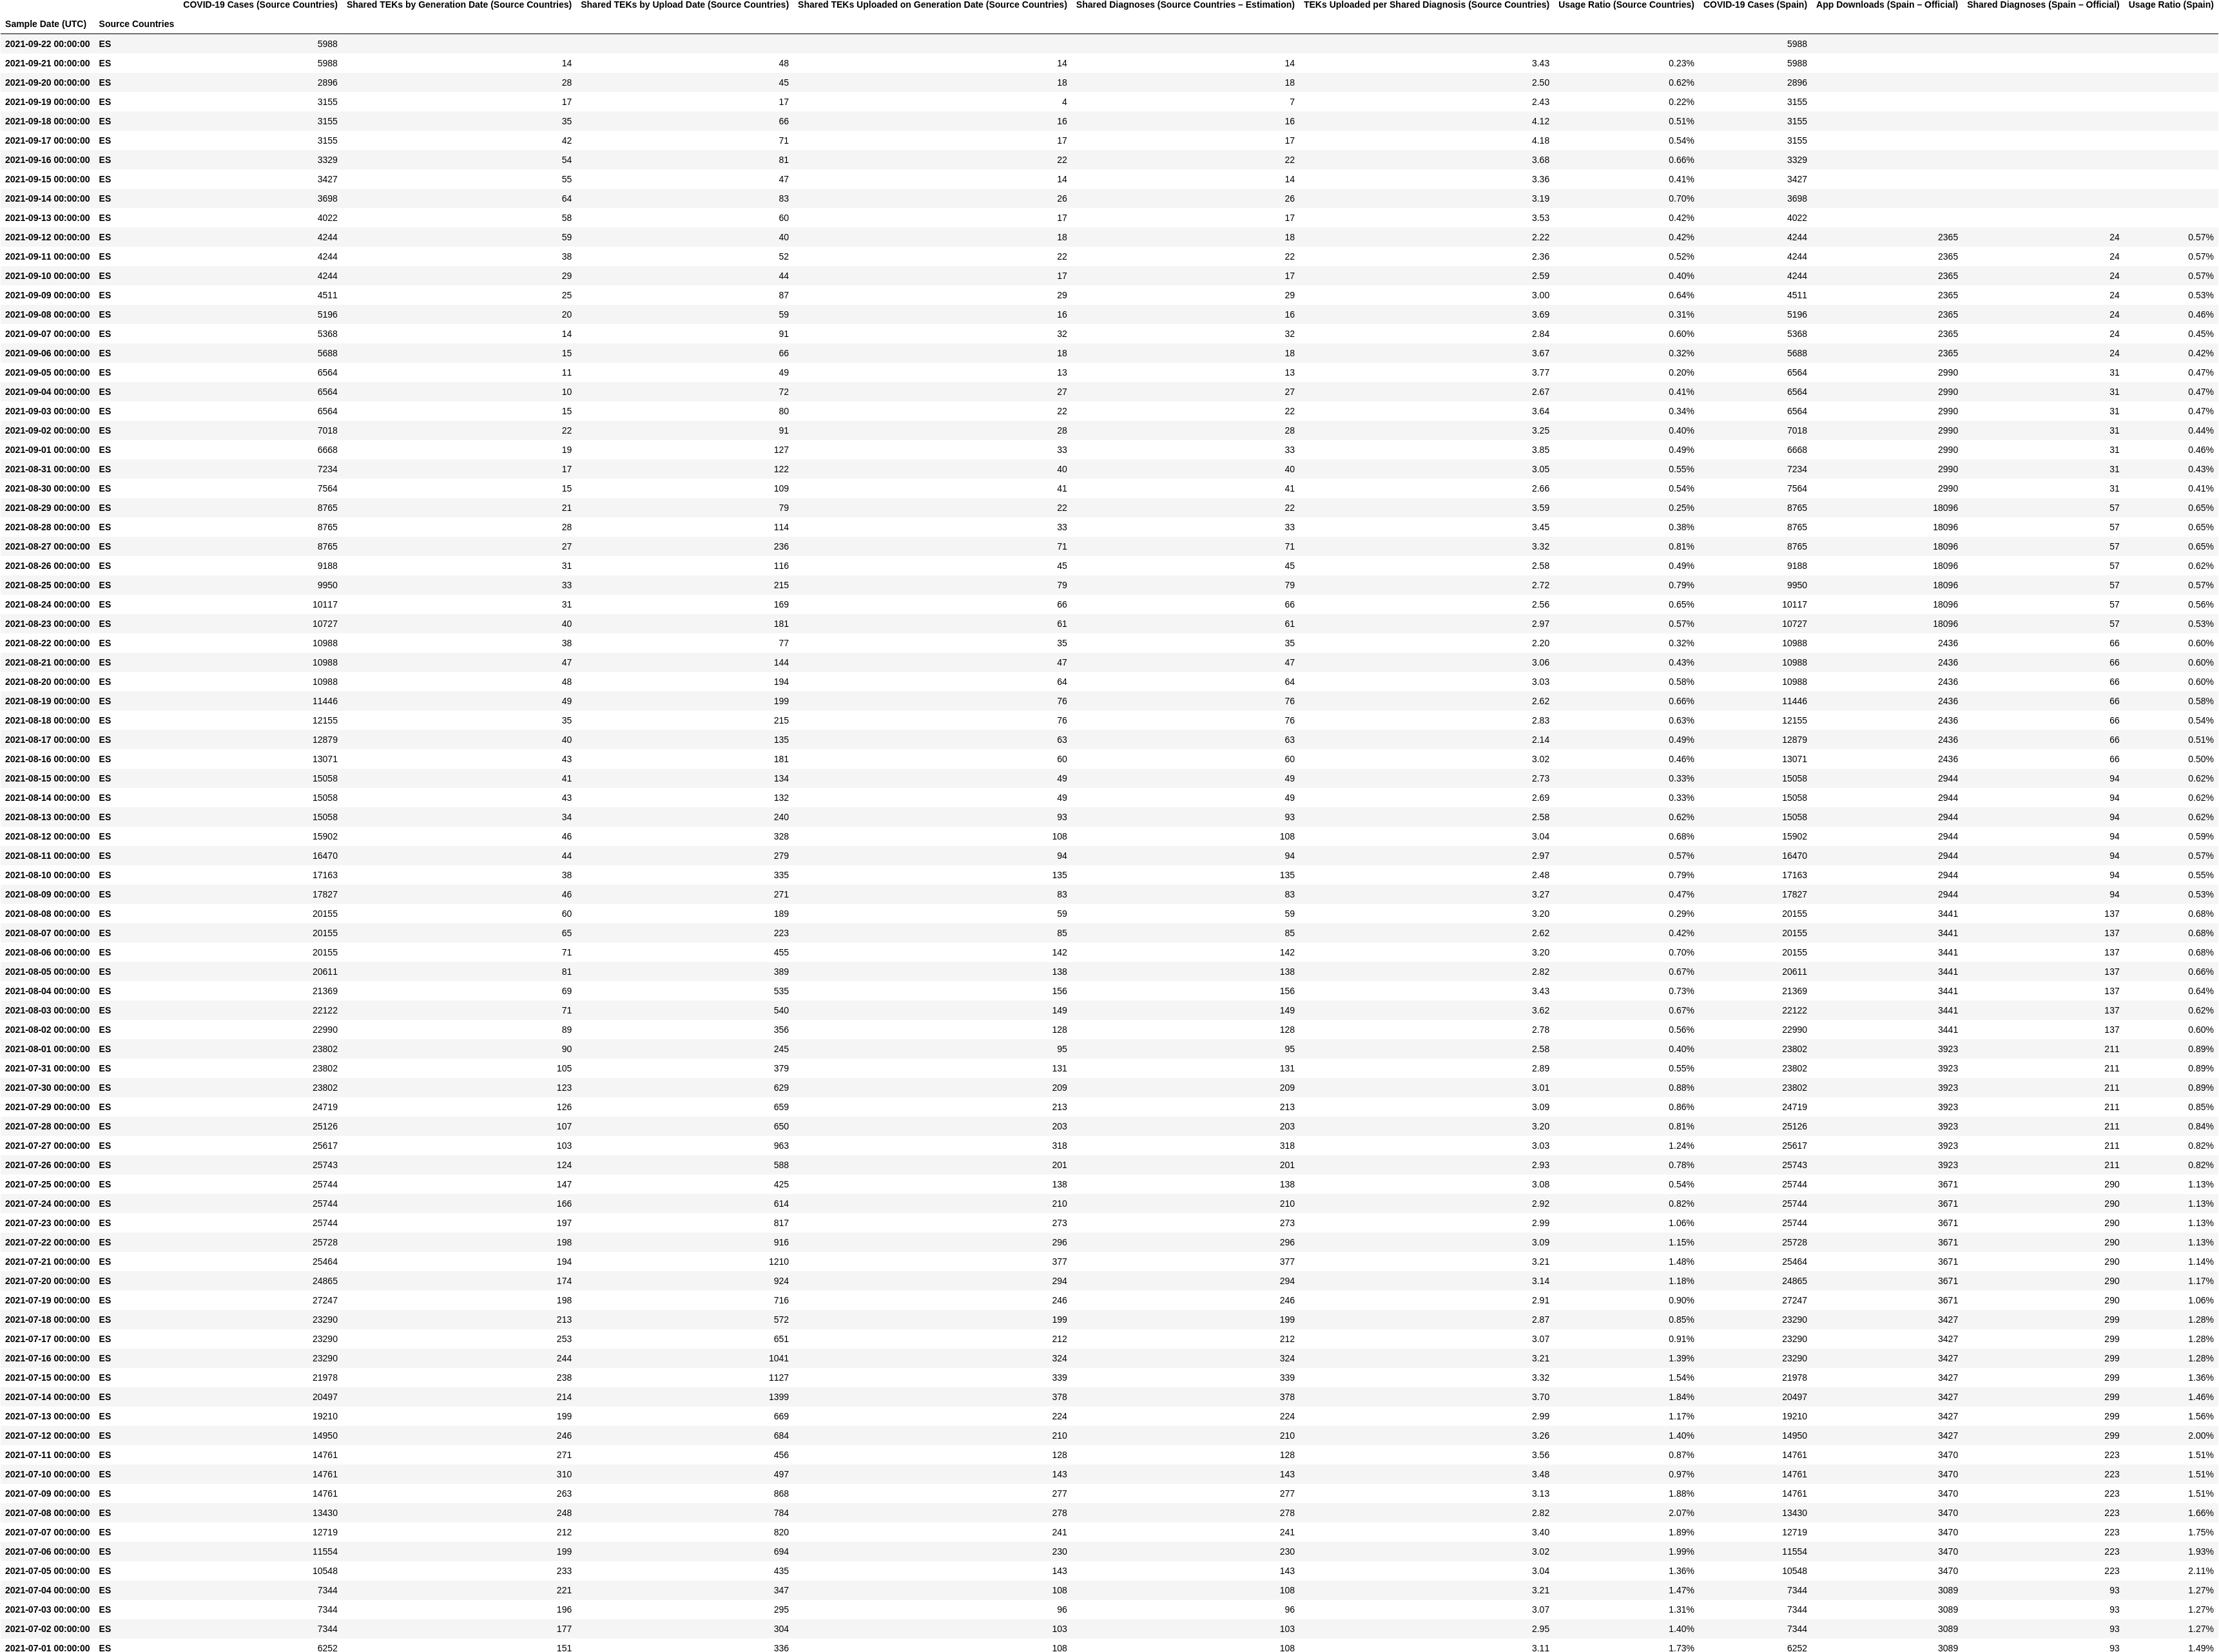 COVID-19 Cases (Source Countries) Shared TEKs by Generation Date (Source Countries) Shared TEKs by Upload Date (Source Countries) Shared TEKs Uploaded on Generation Date (Source Countries) Shared Diagnoses (Source Countries – Estimation) TEKs Uploaded per Shared Diagnosis (Source Countries) Usage Ratio (Source Countries) COVID-19 Cases (Spain) App Downloads (Spain – Official) Shared Diagnoses (Spain – Official) Usage Ratio (Spain)
Sample Date (UTC) Source Countries
2021-09-22 00:00:00 ES 5988 5988
2021-09-21 00:00:00 ES 5988 14 48 14 14 3.43 0.23% 5988
2021-09-20 00:00:00 ES 2896 28 45 18 18 2.50 0.62% 2896
2021-09-19 00:00:00 ES 3155 17 17 4 7 2.43 0.22% 3155
2021-09-18 00:00:00 ES 3155 35 66 16 16 4.12 0.51% 3155
2021-09-17 00:00:00 ES 3155 42 71 17 17 4.18 0.54% 3155
2021-09-16 00:00:00 ES 3329 54 81 22 22 3.68 0.66% 3329
2021-09-15 00:00:00 ES 3427 55 47 14 14 3.36 0.41% 3427
2021-09-14 00:00:00 ES 3698 64 83 26 26 3.19 0.70% 3698
2021-09-13 00:00:00 ES 4022 58 60 17 17 3.53 0.42% 4022
2021-09-12 00:00:00 ES 4244 59 40 18 18 2.22 0.42% 4244 2365 24 0.57%
2021-09-11 00:00:00 ES 4244 38 52 22 22 2.36 0.52% 4244 2365 24 0.57%
2021-09-10 00:00:00 ES 4244 29 44 17 17 2.59 0.40% 4244 2365 24 0.57%
2021-09-09 00:00:00 ES 4511 25 87 29 29 3.00 0.64% 4511 2365 24 0.53%
2021-09-08 00:00:00 ES 5196 20 59 16 16 3.69 0.31% 5196 2365 24 0.46%
2021-09-07 00:00:00 ES 5368 14 91 32 32 2.84 0.60% 5368 2365 24 0.45%
2021-09-06 00:00:00 ES 5688 15 66 18 18 3.67 0.32% 5688 2365 24 0.42%
2021-09-05 00:00:00 ES 6564 11 49 13 13 3.77 0.20% 6564 2990 31 0.47%
2021-09-04 00:00:00 ES 6564 10 72 27 27 2.67 0.41% 6564 2990 31 0.47%
2021-09-03 00:00:00 ES 6564 15 80 22 22 3.64 0.34% 6564 2990 31 0.47%
2021-09-02 00:00:00 ES 7018 22 91 28 28 3.25 0.40% 7018 2990 31 0.44%
2021-09-01 00:00:00 ES 6668 19 127 33 33 3.85 0.49% 6668 2990 31 0.46%
2021-08-31 00:00:00 ES 7234 17 122 40 40 3.05 0.55% 7234 2990 31 0.43%
2021-08-30 00:00:00 ES 7564 15 109 41 41 2.66 0.54% 7564 2990 31 0.41%
2021-08-29 00:00:00 ES 8765 21 79 22 22 3.59 0.25% 8765 18096 57 0.65%
2021-08-28 00:00:00 ES 8765 28 114 33 33 3.45 0.38% 8765 18096 57 0.65%
2021-08-27 00:00:00 ES 8765 27 236 71 71 3.32 0.81% 8765 18096 57 0.65%
2021-08-26 00:00:00 ES 9188 31 116 45 45 2.58 0.49% 9188 18096 57 0.62%
2021-08-25 00:00:00 ES 9950 33 215 79 79 2.72 0.79% 9950 18096 57 0.57%
2021-08-24 00:00:00 ES 10117 31 169 66 66 2.56 0.65% 10117 18096 57 0.56%
2021-08-23 00:00:00 ES 10727 40 181 61 61 2.97 0.57% 10727 18096 57 0.53%
2021-08-22 00:00:00 ES 10988 38 77 35 35 2.20 0.32% 10988 2436 66 0.60%
2021-08-21 00:00:00 ES 10988 47 144 47 47 3.06 0.43% 10988 2436 66 0.60%
2021-08-20 00:00:00 ES 10988 48 194 64 64 3.03 0.58% 10988 2436 66 0.60%
2021-08-19 00:00:00 ES 11446 49 199 76 76 2.62 0.66% 11446 2436 66 0.58%
2021-08-18 00:00:00 ES 12155 35 215 76 76 2.83 0.63% 12155 2436 66 0.54%
2021-08-17 00:00:00 ES 12879 40 135 63 63 2.14 0.49% 12879 2436 66 0.51%
2021-08-16 00:00:00 ES 13071 43 181 60 60 3.02 0.46% 13071 2436 66 0.50%
2021-08-15 00:00:00 ES 15058 41 134 49 49 2.73 0.33% 15058 2944 94 0.62%
2021-08-14 00:00:00 ES 15058 43 132 49 49 2.69 0.33% 15058 2944 94 0.62%
2021-08-13 00:00:00 ES 15058 34 240 93 93 2.58 0.62% 15058 2944 94 0.62%
2021-08-12 00:00:00 ES 15902 46 328 108 108 3.04 0.68% 15902 2944 94 0.59%
2021-08-11 00:00:00 ES 16470 44 279 94 94 2.97 0.57% 16470 2944 94 0.57%
2021-08-10 00:00:00 ES 17163 38 335 135 135 2.48 0.79% 17163 2944 94 0.55%
2021-08-09 00:00:00 ES 17827 46 271 83 83 3.27 0.47% 17827 2944 94 0.53%
2021-08-08 00:00:00 ES 20155 60 189 59 59 3.20 0.29% 20155 3441 137 0.68%
2021-08-07 00:00:00 ES 20155 65 223 85 85 2.62 0.42% 20155 3441 137 0.68%
2021-08-06 00:00:00 ES 20155 71 455 142 142 3.20 0.70% 20155 3441 137 0.68%
2021-08-05 00:00:00 ES 20611 81 389 138 138 2.82 0.67% 20611 3441 137 0.66%
2021-08-04 00:00:00 ES 21369 69 535 156 156 3.43 0.73% 21369 3441 137 0.64%
2021-08-03 00:00:00 ES 22122 71 540 149 149 3.62 0.67% 22122 3441 137 0.62%
2021-08-02 00:00:00 ES 22990 89 356 128 128 2.78 0.56% 22990 3441 137 0.60%
2021-08-01 00:00:00 ES 23802 90 245 95 95 2.58 0.40% 23802 3923 211 0.89%
2021-07-31 00:00:00 ES 23802 105 379 131 131 2.89 0.55% 23802 3923 211 0.89%
2021-07-30 00:00:00 ES 23802 123 629 209 209 3.01 0.88% 23802 3923 211 0.89%
2021-07-29 00:00:00 ES 24719 126 659 213 213 3.09 0.86% 24719 3923 211 0.85%
2021-07-28 00:00:00 ES 25126 107 650 203 203 3.20 0.81% 25126 3923 211 0.84%
2021-07-27 00:00:00 ES 25617 103 963 318 318 3.03 1.24% 25617 3923 211 0.82%
2021-07-26 00:00:00 ES 25743 124 588 201 201 2.93 0.78% 25743 3923 211 0.82%
2021-07-25 00:00:00 ES 25744 147 425 138 138 3.08 0.54% 25744 3671 290 1.13%
2021-07-24 00:00:00 ES 25744 166 614 210 210 2.92 0.82% 25744 3671 290 1.13%
2021-07-23 00:00:00 ES 25744 197 817 273 273 2.99 1.06% 25744 3671 290 1.13%
2021-07-22 00:00:00 ES 25728 198 916 296 296 3.09 1.15% 25728 3671 290 1.13%
2021-07-21 00:00:00 ES 25464 194 1210 377 377 3.21 1.48% 25464 3671 290 1.14%
2021-07-20 00:00:00 ES 24865 174 924 294 294 3.14 1.18% 24865 3671 290 1.17%
2021-07-19 00:00:00 ES 27247 198 716 246 246 2.91 0.90% 27247 3671 290 1.06%
2021-07-18 00:00:00 ES 23290 213 572 199 199 2.87 0.85% 23290 3427 299 1.28%
2021-07-17 00:00:00 ES 23290 253 651 212 212 3.07 0.91% 23290 3427 299 1.28%
2021-07-16 00:00:00 ES 23290 244 1041 324 324 3.21 1.39% 23290 3427 299 1.28%
2021-07-15 00:00:00 ES 21978 238 1127 339 339 3.32 1.54% 21978 3427 299 1.36%
2021-07-14 00:00:00 ES 20497 214 1399 378 378 3.70 1.84% 20497 3427 299 1.46%
2021-07-13 00:00:00 ES 19210 199 669 224 224 2.99 1.17% 19210 3427 299 1.56%
2021-07-12 00:00:00 ES 14950 246 684 210 210 3.26 1.40% 14950 3427 299 2.00%
2021-07-11 00:00:00 ES 14761 271 456 128 128 3.56 0.87% 14761 3470 223 1.51%
2021-07-10 00:00:00 ES 14761 310 497 143 143 3.48 0.97% 14761 3470 223 1.51%
2021-07-09 00:00:00 ES 14761 263 868 277 277 3.13 1.88% 14761 3470 223 1.51%
2021-07-08 00:00:00 ES 13430 248 784 278 278 2.82 2.07% 13430 3470 223 1.66%
2021-07-07 00:00:00 ES 12719 212 820 241 241 3.40 1.89% 12719 3470 223 1.75%
2021-07-06 00:00:00 ES 11554 199 694 230 230 3.02 1.99% 11554 3470 223 1.93%
2021-07-05 00:00:00 ES 10548 233 435 143 143 3.04 1.36% 10548 3470 223 2.11%
2021-07-04 00:00:00 ES 7344 221 347 108 108 3.21 1.47% 7344 3089 93 1.27%
2021-07-03 00:00:00 ES 7344 196 295 96 96 3.07 1.31% 7344 3089 93 1.27%
2021-07-02 00:00:00 ES 7344 177 304 103 103 2.95 1.40% 7344 3089 93 1.27%
2021-07-01 00:00:00 ES 6252 151 336 108 108 3.11 1.73% 6252 3089 93 1.49%